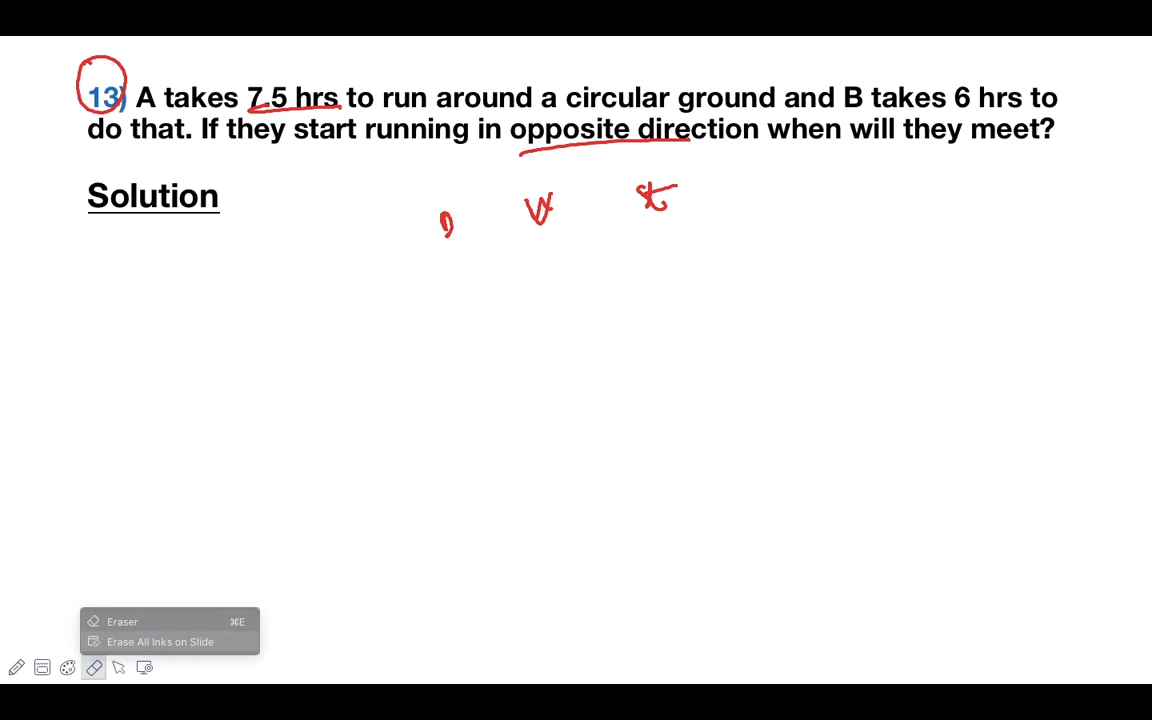 13) A takes 7.5 hrs to run around a circular ground and B takes 6 hrs to
do that. If they start running in opposite direction when will they meet?
Solution
Eraser ⌘E
Erase All Inks on Slide